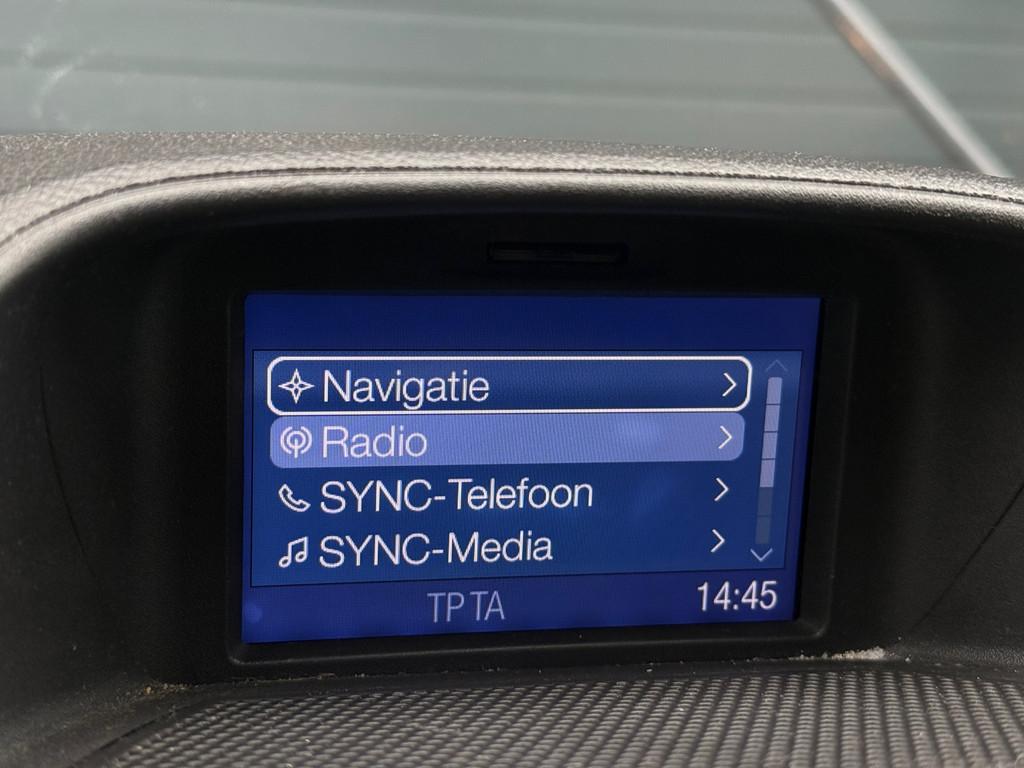 Navigatie
Radio
SYNC-Telefoon
SYNC-Media
TP TA 14:45